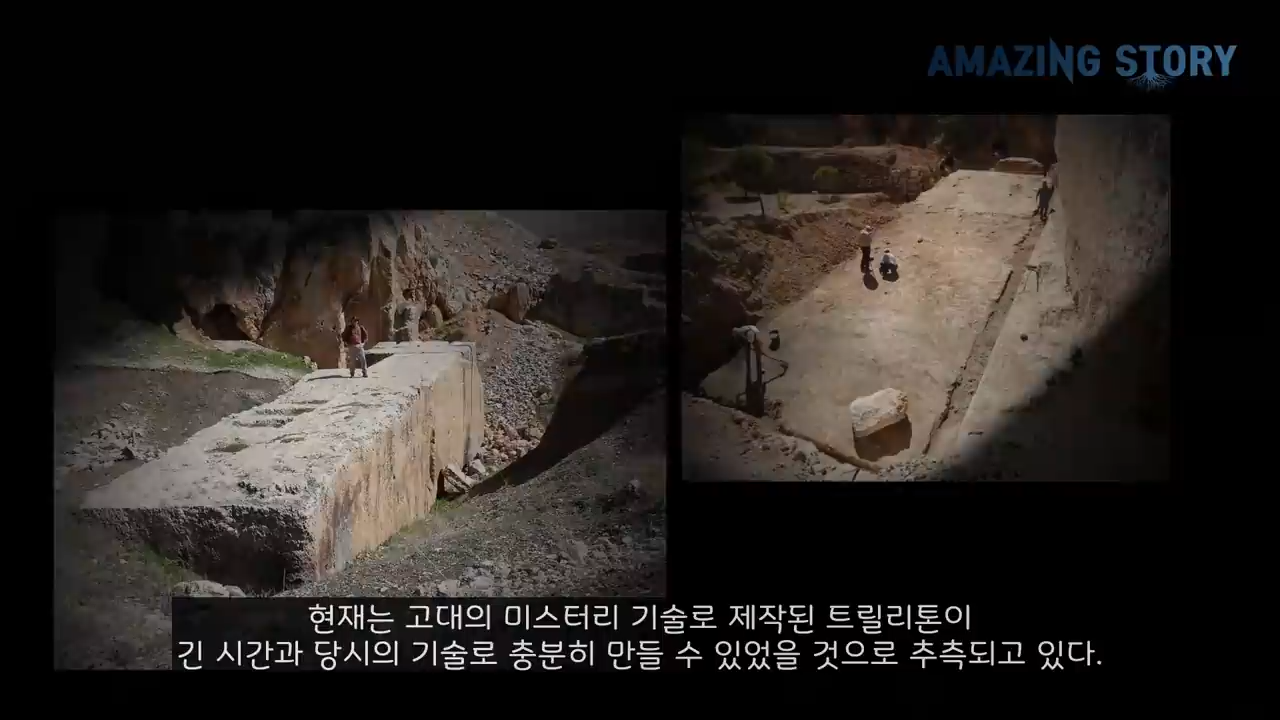 AMAZING STORY
현재는 고대의 미스터리 기술로 제작된 트릴리톤이
긴 시간과 당시의 기술로 충분히 만들 수 있었을 것으로 추측되고 있다.